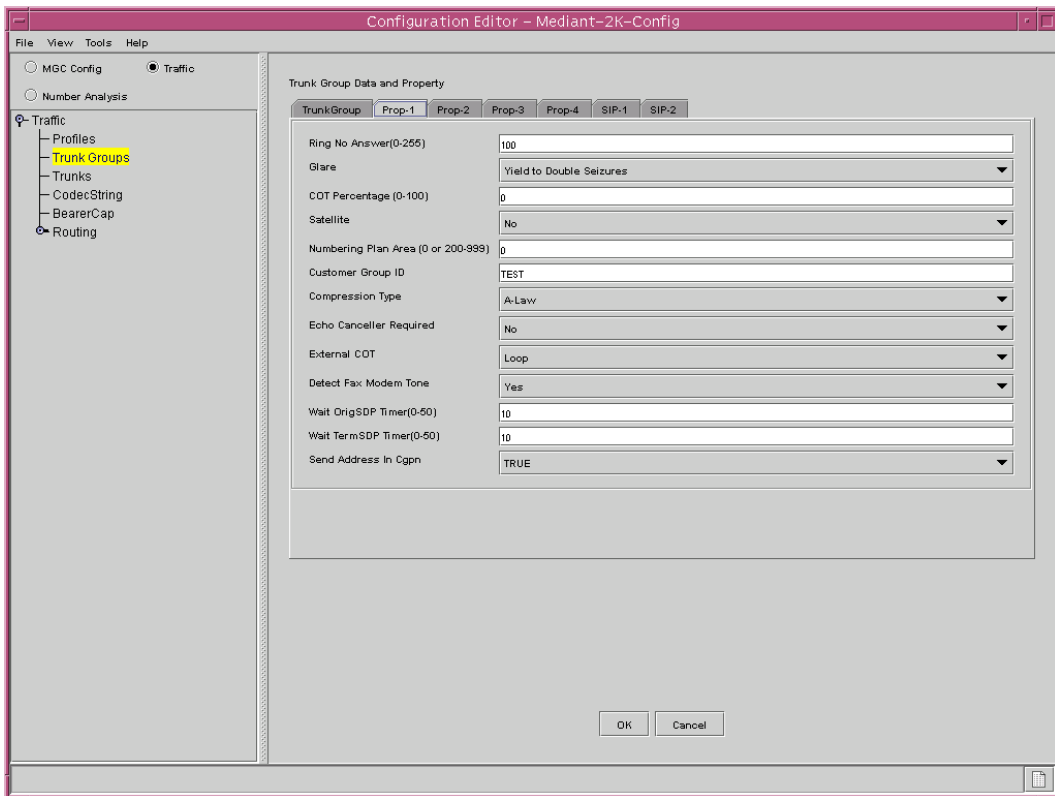 Configuration Editor – Mediant–2K–Config
File View Tools Help
MGC Config Traffic
Number Analysis
Traffic
Profiles
Trunk Groups
Trunks
CodecString
BearerCap
Routing
Trunk Group Data and Property
TrunkGroup Prop-1 Prop-2 Prop-3 Prop-4 SIP-1 SIP-2
Ring No Answer(0-255) 100
Glare Yield to Double Seizures
COT Percentage (0-100) 0
Satellite No
Numbering Plan Area (0 or 200-999) 0
Customer Group ID TEST
Compression Type A-Law
Echo Canceller Required No
External COT Loop
Detect Fax Modem Tone Yes
Wait OrigSDP Timer(0-50) 10
Wait TermSDP Timer(0-50) 10
Send Address In Cgpn TRUE
OK Cancel